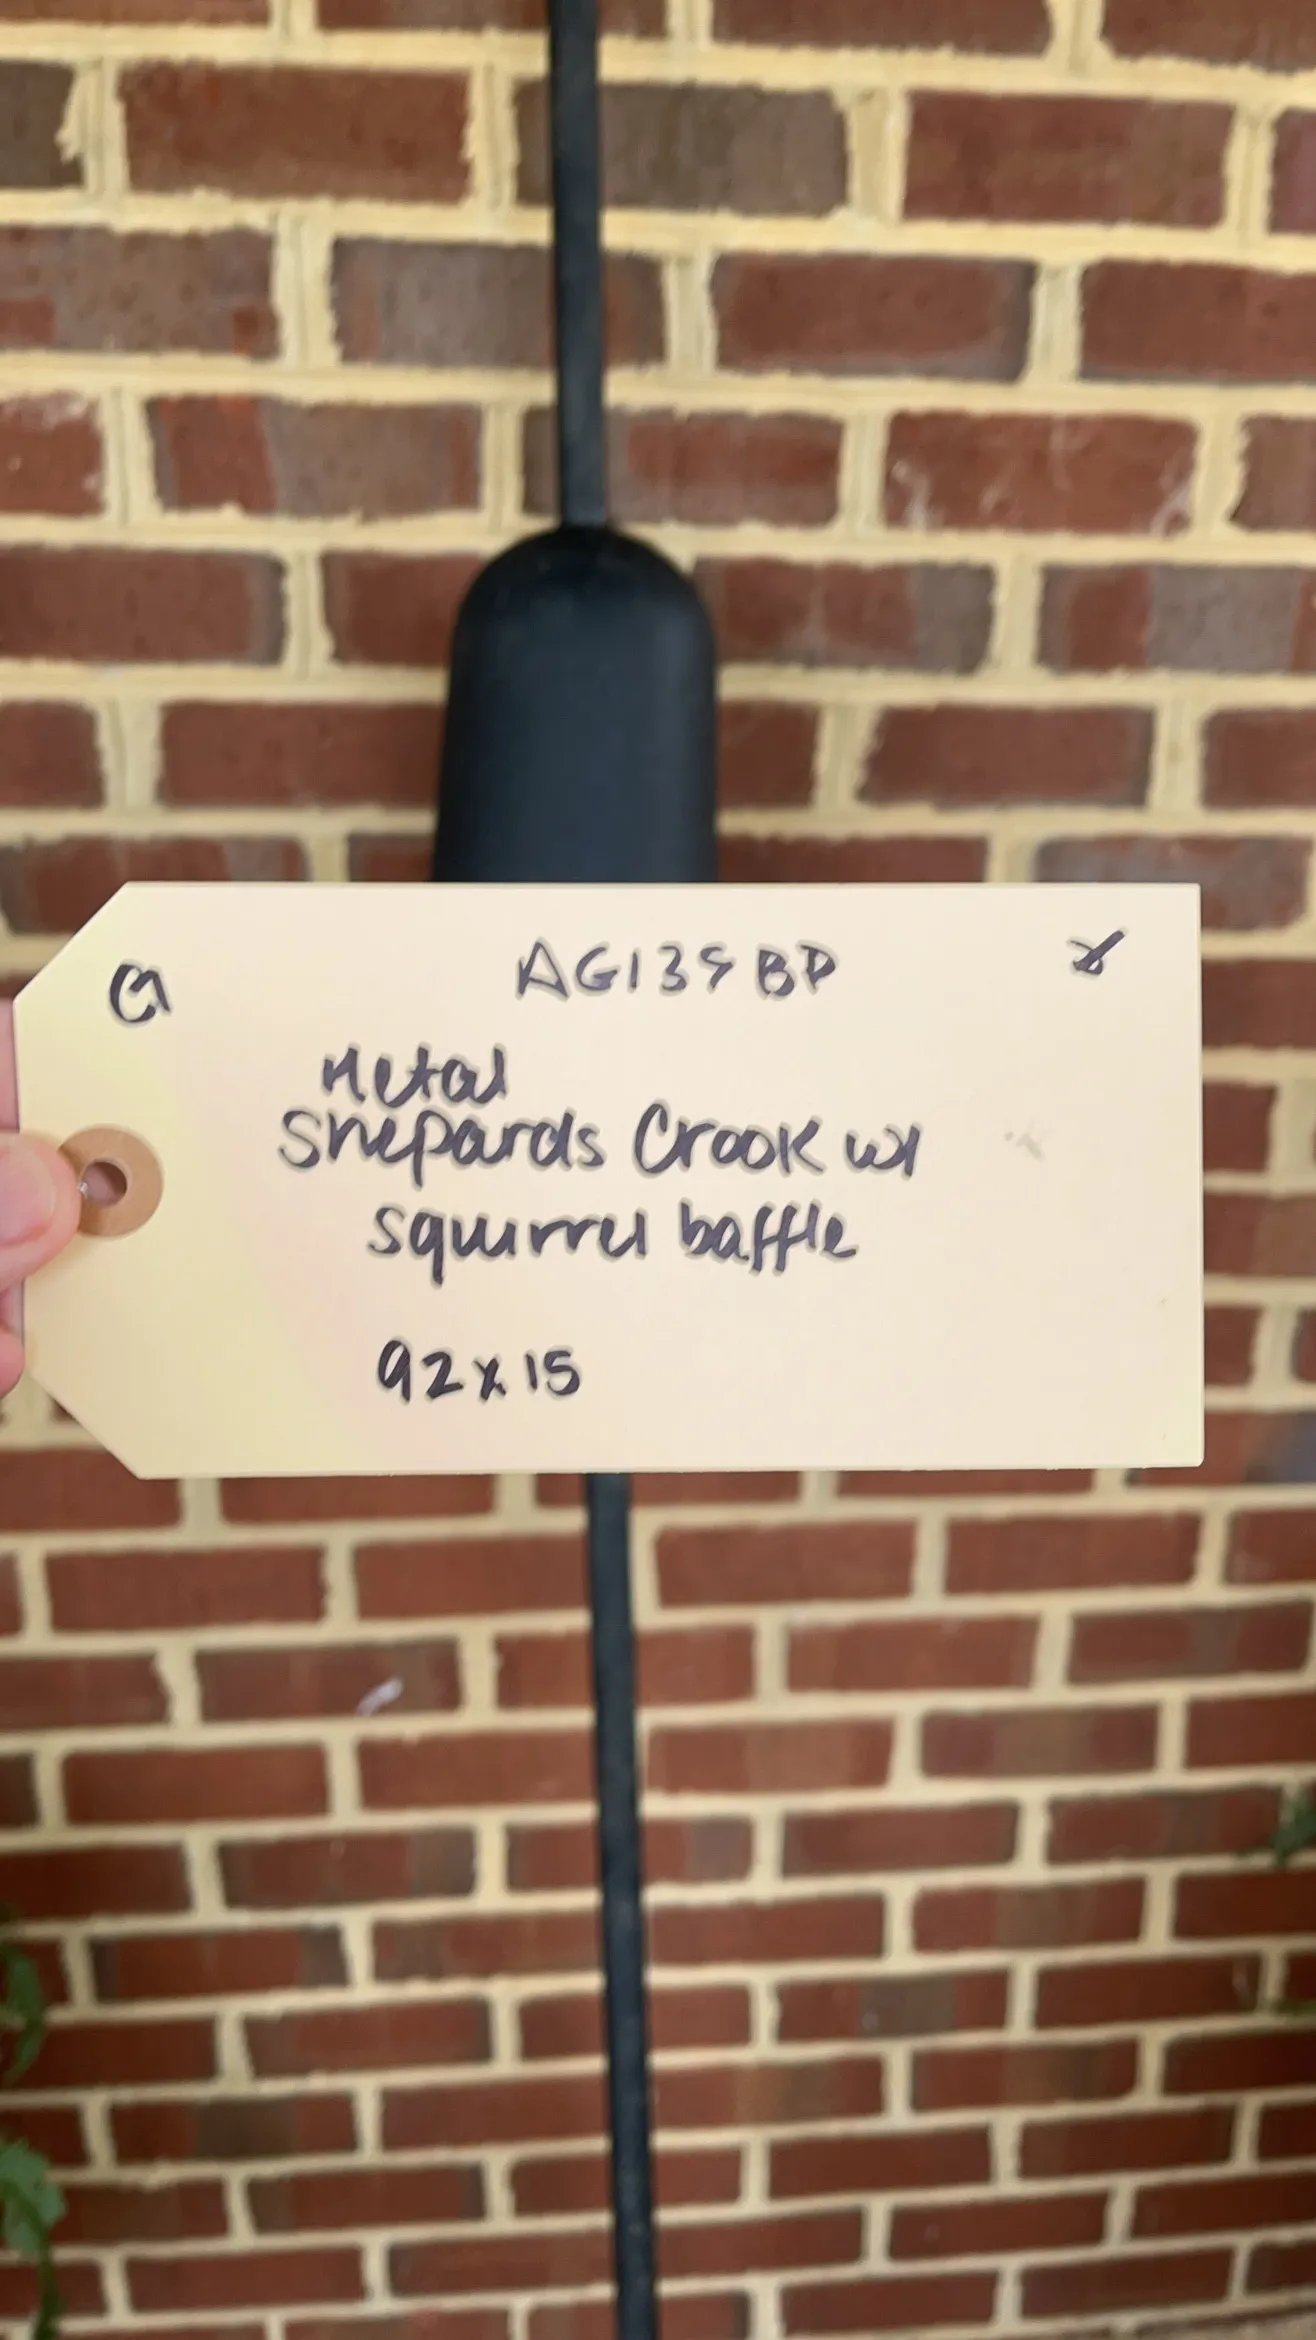 AG139BP
Metal
Shepards Crook w/
squirrel baffle
92x15